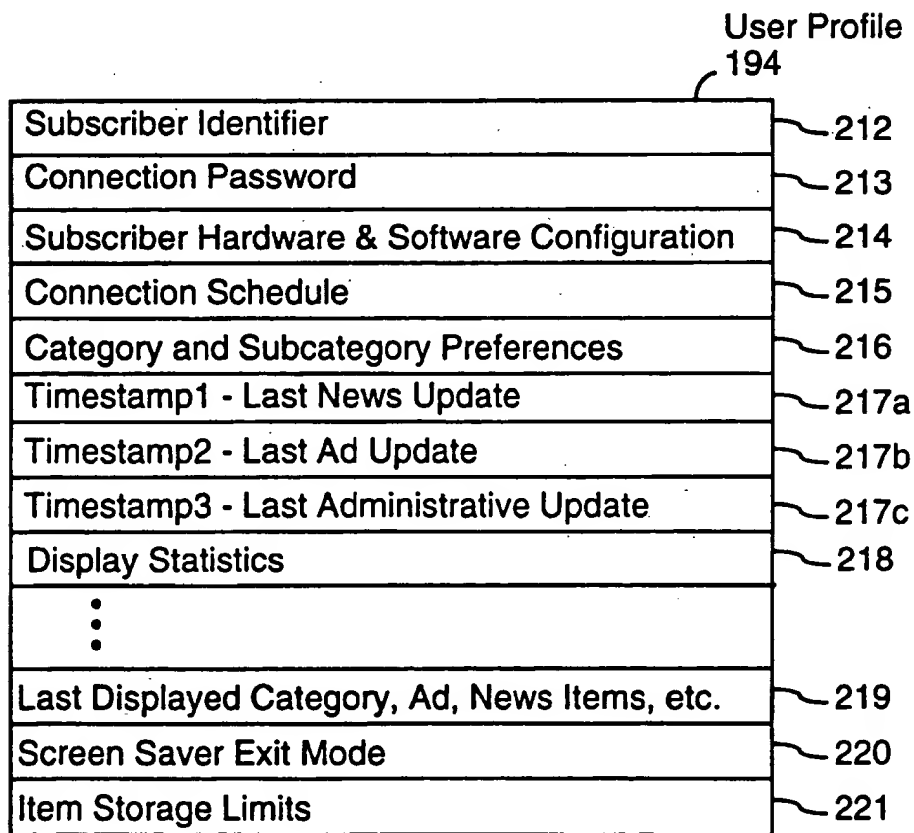 User Profile
194
Subscriber Identifier 212
Connection Password 213
Subscriber Hardware & Software Configuration 214
Connection Schedule 215
Category and Subcategory Preferences 216
Timestamp1 - Last News Update 217a
Timestamp2 - Last Ad Update 217b
Timestamp3 - Last Administrative Update 217c
Display Statistics 218
Last Displayed Category, Ad, News Items, etc. 219
Screen Saver Exit Mode 220
Item Storage Limits 221